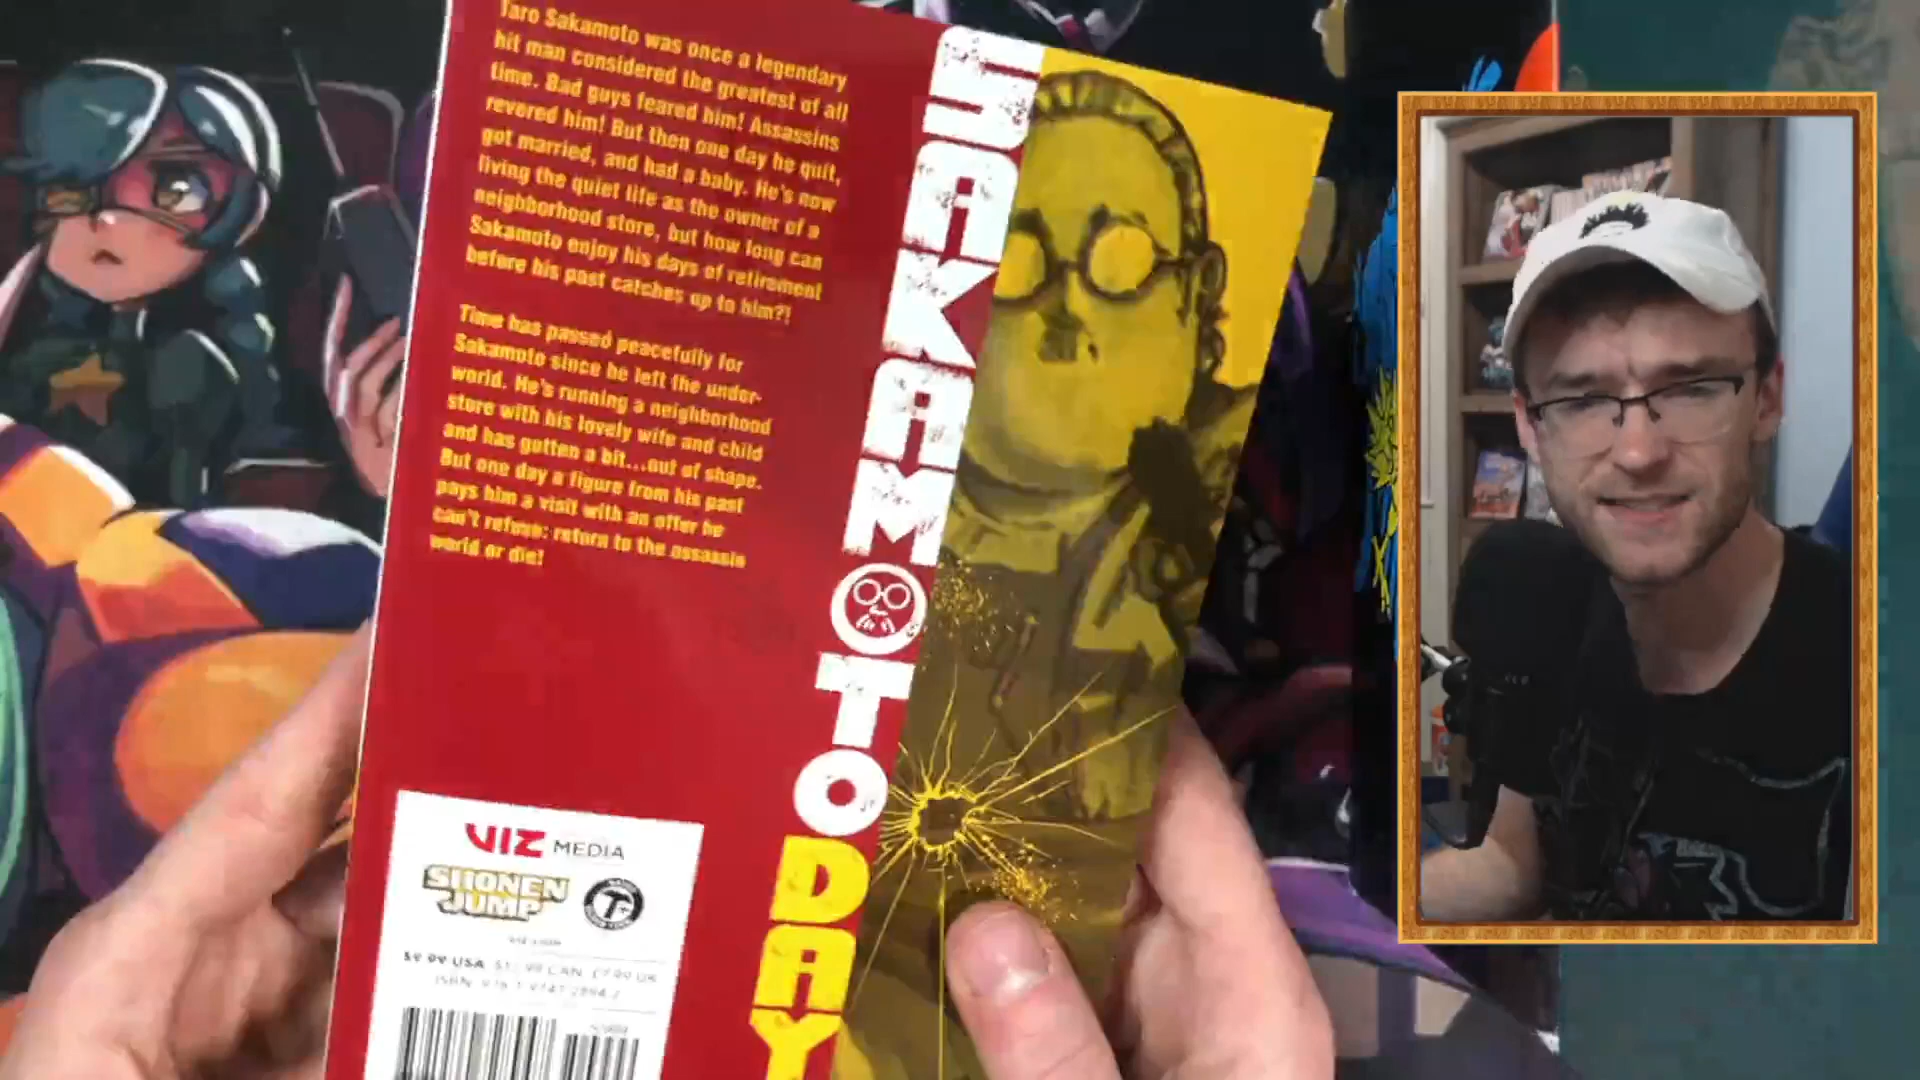 Taro Sakamoto was once a legendary
hit man considered the greatest of all
time. Bad guys feared him! Assassins
revered him! But then one day he quit,
got married, and had a baby. He's now
living the quiet life as the owner of a
neighborhood store, but how long can
Sakamoto enjoy his days of retirement
before his past catches up to him?!
Time has passed peacefully for
Sakamoto since he left the under-
world. He's running a neighborhood
store with his lovely wife and child
and has gotten a bit...out of shape.
But one day a figure from his past
pays him a visit with an offer he
can't refuse: return to the assassin
world or die!
SAKAMOTO
DAY
VIZ MEDIA
SHONEN
JUMP
T+
$9.99 USA
ISBN: